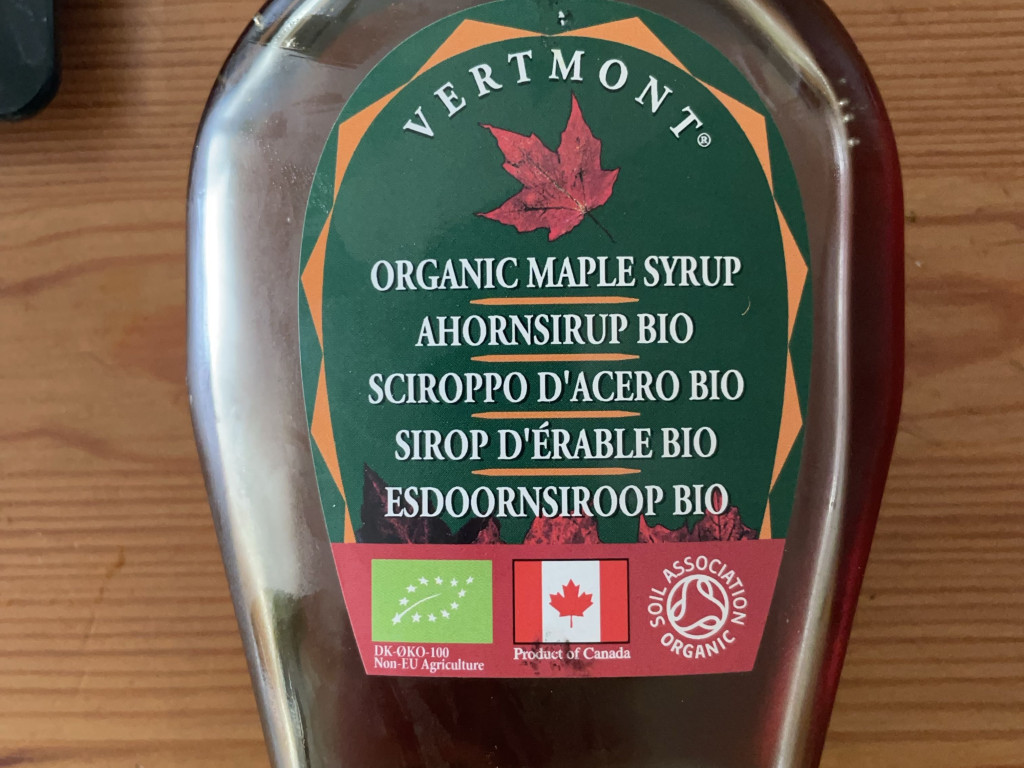 VERTMONT®
ORGANIC MAPLE SYRUP
AHORNSIRUP BIO
SCIROPPO D'ACERO BIO
SIROP D'ÉRABLE BIO
ESDOORNSIROOP BIO
DK-ØKO-100
Non-EU Agriculture
Product of Canada
SOIL ASSOCIATION
ORGANIC